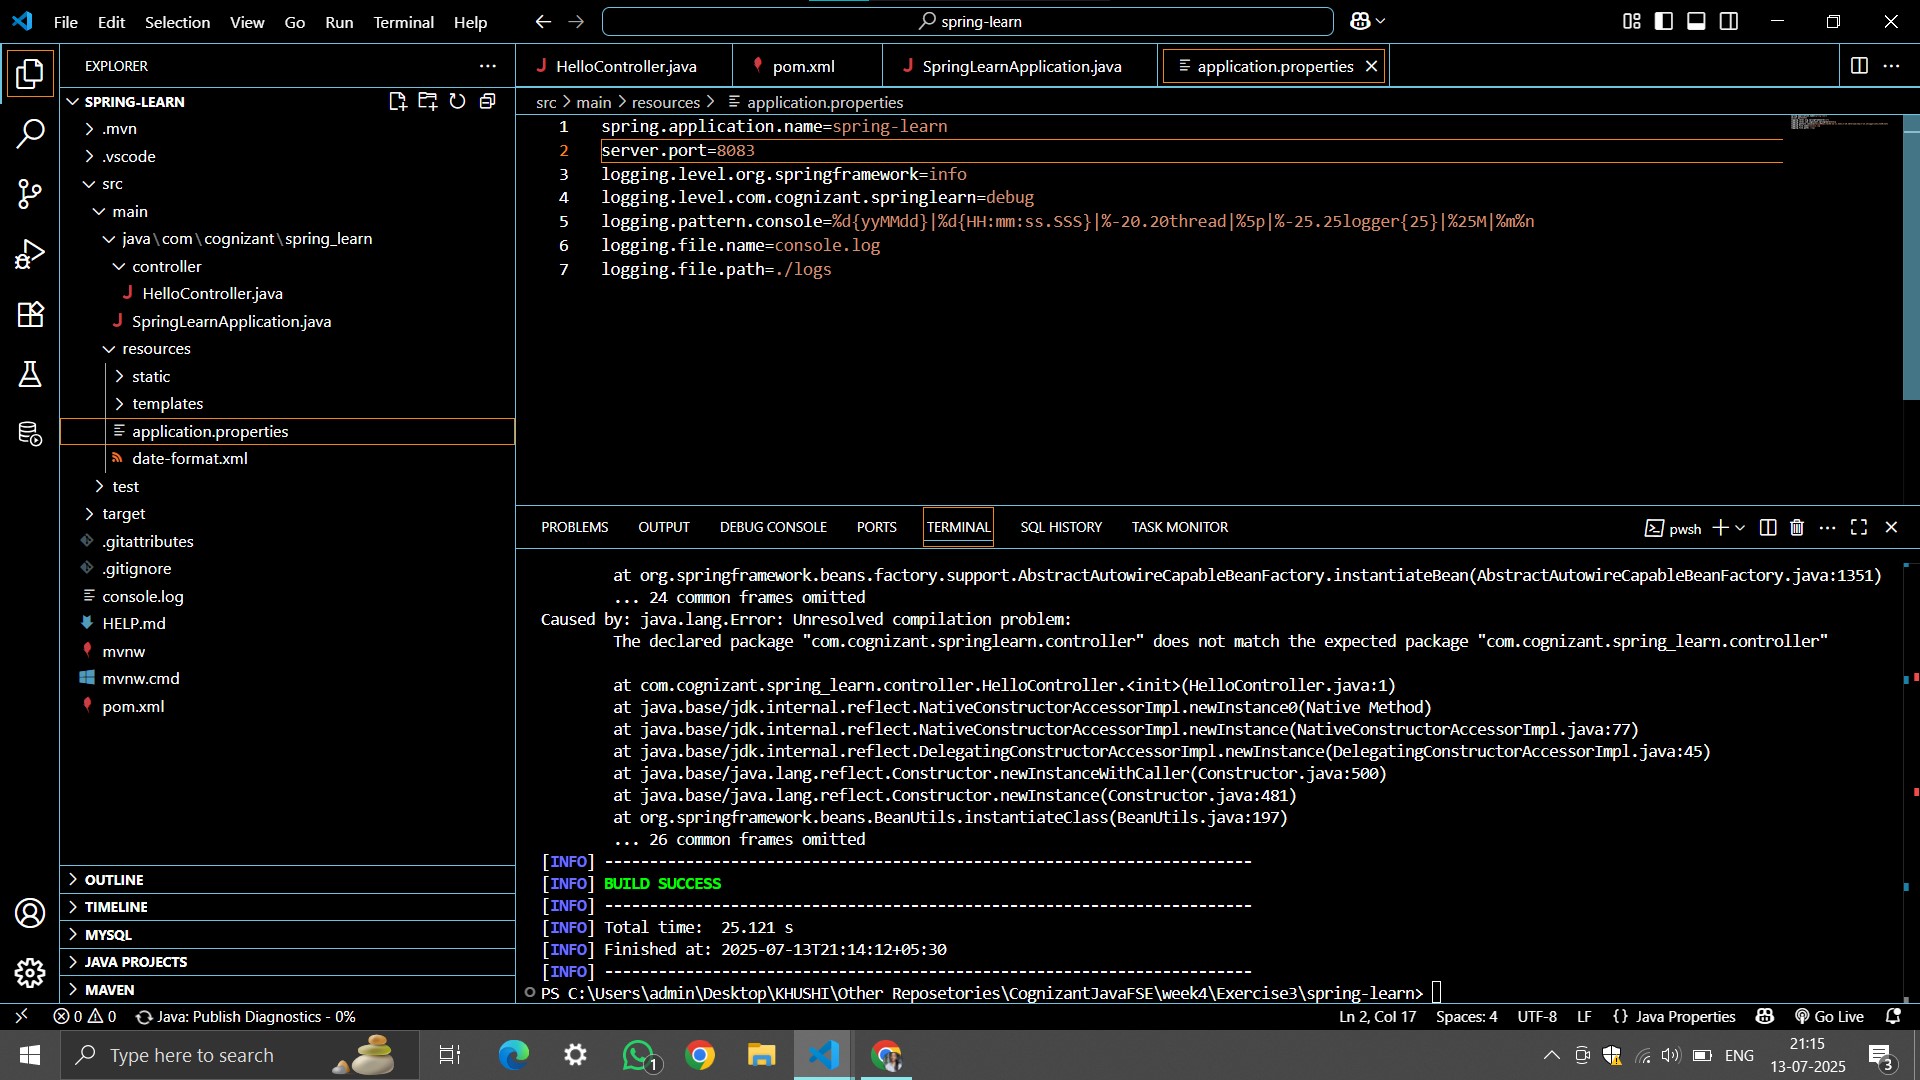 File Edit Selection View Go Run Terminal Help
spring-learn
EXPLORER
SPRING-LEARN
.mvn
.vscode
src
main
java\com\cognizant\spring_learn
controller
HelloController.java
SpringLearnApplication.java
resources
static
templates
application.properties
date-format.xml
test
target
.gitattributes
.gitignore
console.log
HELP.md
mvnw
mvnw.cmd
pom.xml
OUTLINE
TIMELINE
MYSQL
JAVA PROJECTS
MAVEN
HelloController.java pom.xml SpringLearnApplication.java application.properties
src > main > resources > application.properties
1 spring.application.name=spring-learn
2 server.port=8083
3 logging.level.org.springframework=info
4 logging.level.com.cognizant.springlearn=debug
5 logging.pattern.console=%d{yyMMdd}|%d{HH:mm:ss.SSS}|%-20.20thread|%5p|%-25.25logger{25}|%25M|%m%n
6 logging.file.name=console.log
7 logging.file.path=./logs
PROBLEMS OUTPUT DEBUG CONSOLE PORTS TERMINAL SQL HISTORY TASK MONITOR
pwsh
at org.springframework.beans.factory.support.AbstractAutowireCapableBeanFactory.instantiateBean(AbstractAutowireCapableBeanFactory.java:1351)
... 24 common frames omitted
Caused by: java.lang.Error: Unresolved compilation problem:
The declared package "com.cognizant.springlearn.controller" does not match the expected package "com.cognizant.spring_learn.controller"
at com.cognizant.spring_learn.controller.HelloController.<init>(HelloController.java:1)
at java.base/jdk.internal.reflect.NativeConstructorAccessorImpl.newInstance0(Native Method)
at java.base/jdk.internal.reflect.NativeConstructorAccessorImpl.newInstance(NativeConstructorAccessorImpl.java:77)
at java.base/jdk.internal.reflect.DelegatingConstructorAccessorImpl.newInstance(DelegatingConstructorAccessorImpl.java:45)
at java.base/java.lang.reflect.Constructor.newInstanceWithCaller(Constructor.java:500)
at java.base/java.lang.reflect.Constructor.newInstance(Constructor.java:481)
at org.springframework.beans.BeanUtils.instantiateClass(BeanUtils.java:197)
... 26 common frames omitted
[INFO] ------------------------------------------------------------------------
[INFO] BUILD SUCCESS
[INFO] ------------------------------------------------------------------------
[INFO] Total time:  25.121 s
[INFO] Finished at: 2025-07-13T21:14:12+05:30
[INFO] ------------------------------------------------------------------------
PS C:\Users\admin\Desktop\KHUSHI\Other Reposetories\CognizantJavaFSE\week4\Exercise3\spring-learn>
0 0 Java: Publish Diagnostics - 0% Ln 2, Col 17 Spaces: 4 UTF-8 LF {} Java Properties Go Live
Type here to search 1 ENG 21:15
13-07-2025 3